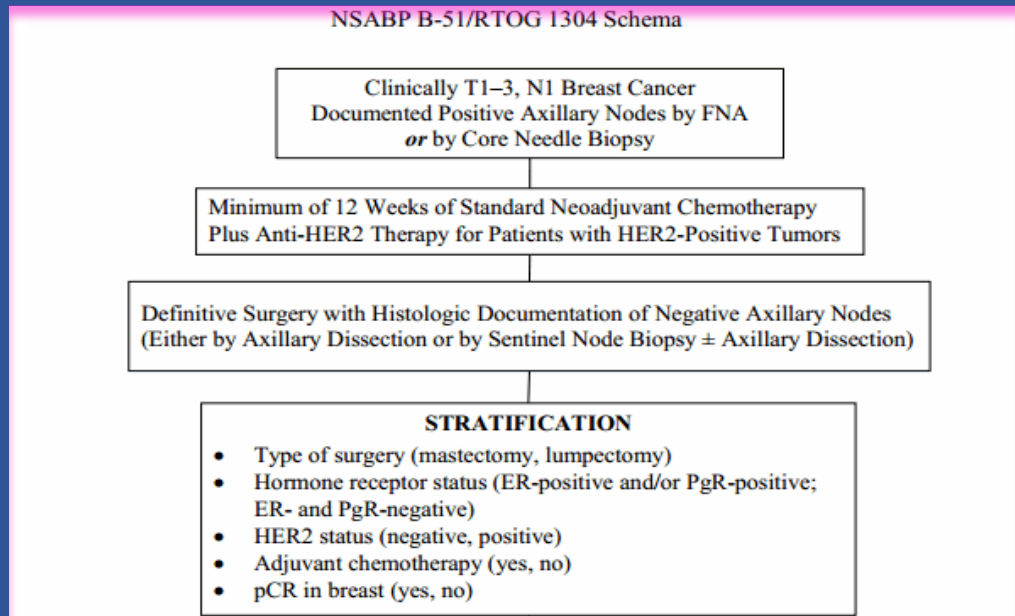 NSABP B-51/RTOG 1304 Schema
Clinically T1–3, N1 Breast Cancer
Documented Positive Axillary Nodes by FNA
or by Core Needle Biopsy
Minimum of 12 Weeks of Standard Neoadjuvant Chemotherapy
Plus Anti-HER2 Therapy for Patients with HER2-Positive Tumors
Definitive Surgery with Histologic Documentation of Negative Axillary Nodes
(Either by Axillary Dissection or by Sentinel Node Biopsy ± Axillary Dissection)
STRATIFICATION
• Type of surgery (mastectomy, lumpectomy)
• Hormone receptor status (ER-positive and/or PgR-positive;
ER- and PgR-negative)
• HER2 status (negative, positive)
• Adjuvant chemotherapy (yes, no)
• pCR in breast (yes, no)